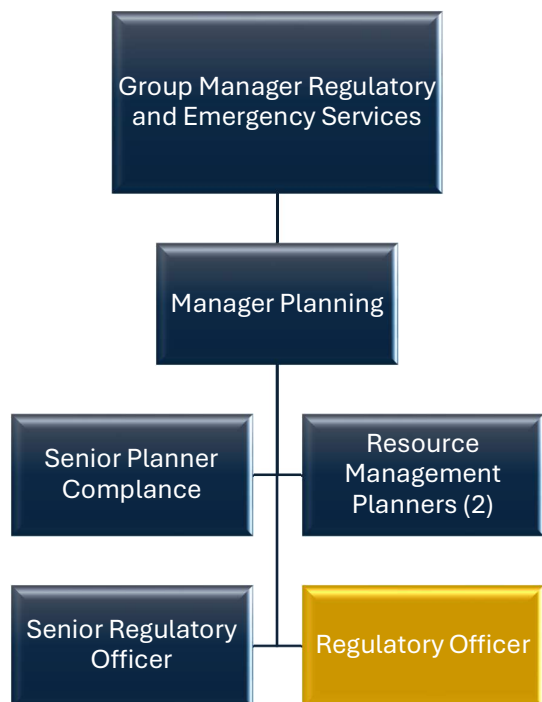 Group Manager Regulatory
and Emergency Services
Manager Planning
Senior Planner
Complance
Resource
Management
Planners (2)
Senior Regulatory
Officer
Regulatory Officer